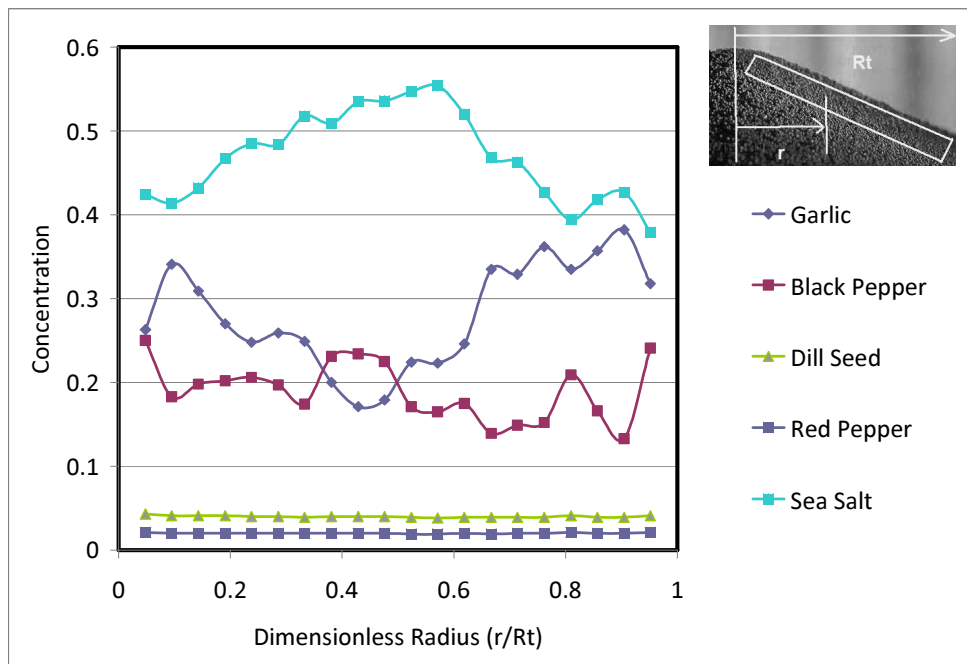 0.6
0.5
0.4
0.3
0.2
0.1
0
Concentration
0
0.2
0.4
0.6
0.8
1
Dimensionless Radius (r/Rt)
Rt
r
Garlic
Black Pepper
Dill Seed
Red Pepper
Sea Salt